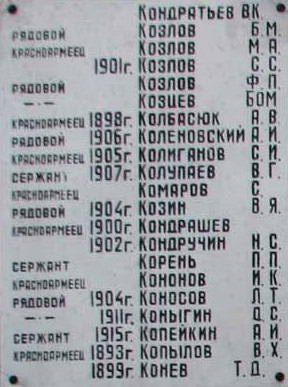 КОНДРАТЬЕВ В.К.
РЯДОВОЙ КОЗЛОВ Б.М.
КРАСНОАРМЕЕЦ КОЗЛОВ М.А.
1901г. КОЗЛОВ С.С.
РЯДОВОЙ КОЗЛОВ Ф.П.
—·— КОЗЦЕВ БОМ
КРАСНОАРМЕЕЦ 1898г. КОЛБАСЮК А.В.
РЯДОВОЙ 1906г. КОЛЕНОВСКИЙ А.И.
КРАСНОАРМЕЕЦ 1905г. КОЛИГАНОВ С.И.
СЕРЖАНТ 1907г. КОЛУПАЕВ В.Г.
КРАСНОАРМЕЕЦ КОМАРОВ С.
РЯДОВОЙ 1904г. КОЗИН В.Я.
КРАСНОАРМЕЕЦ 1900г. КОНДРАШЕВ
1902г. КОНДРУЧИН Н.С.
СЕРЖАНТ КОРЕНЬ П.П.
КРАСНОАРМЕЕЦ КОНОНОВ И.К.
РЯДОВОЙ 1904г. КОНОСОВ Л.Т.
—·— 1911г. КОНЫГИН О.С.
СЕРЖАНТ 1915г. КОПЕЙКИН А.И.
КРАСНОАРМЕЕЦ 1893г. КОПЫЛОВ В.Х.
1899г. КОНЕВ Т.Д.